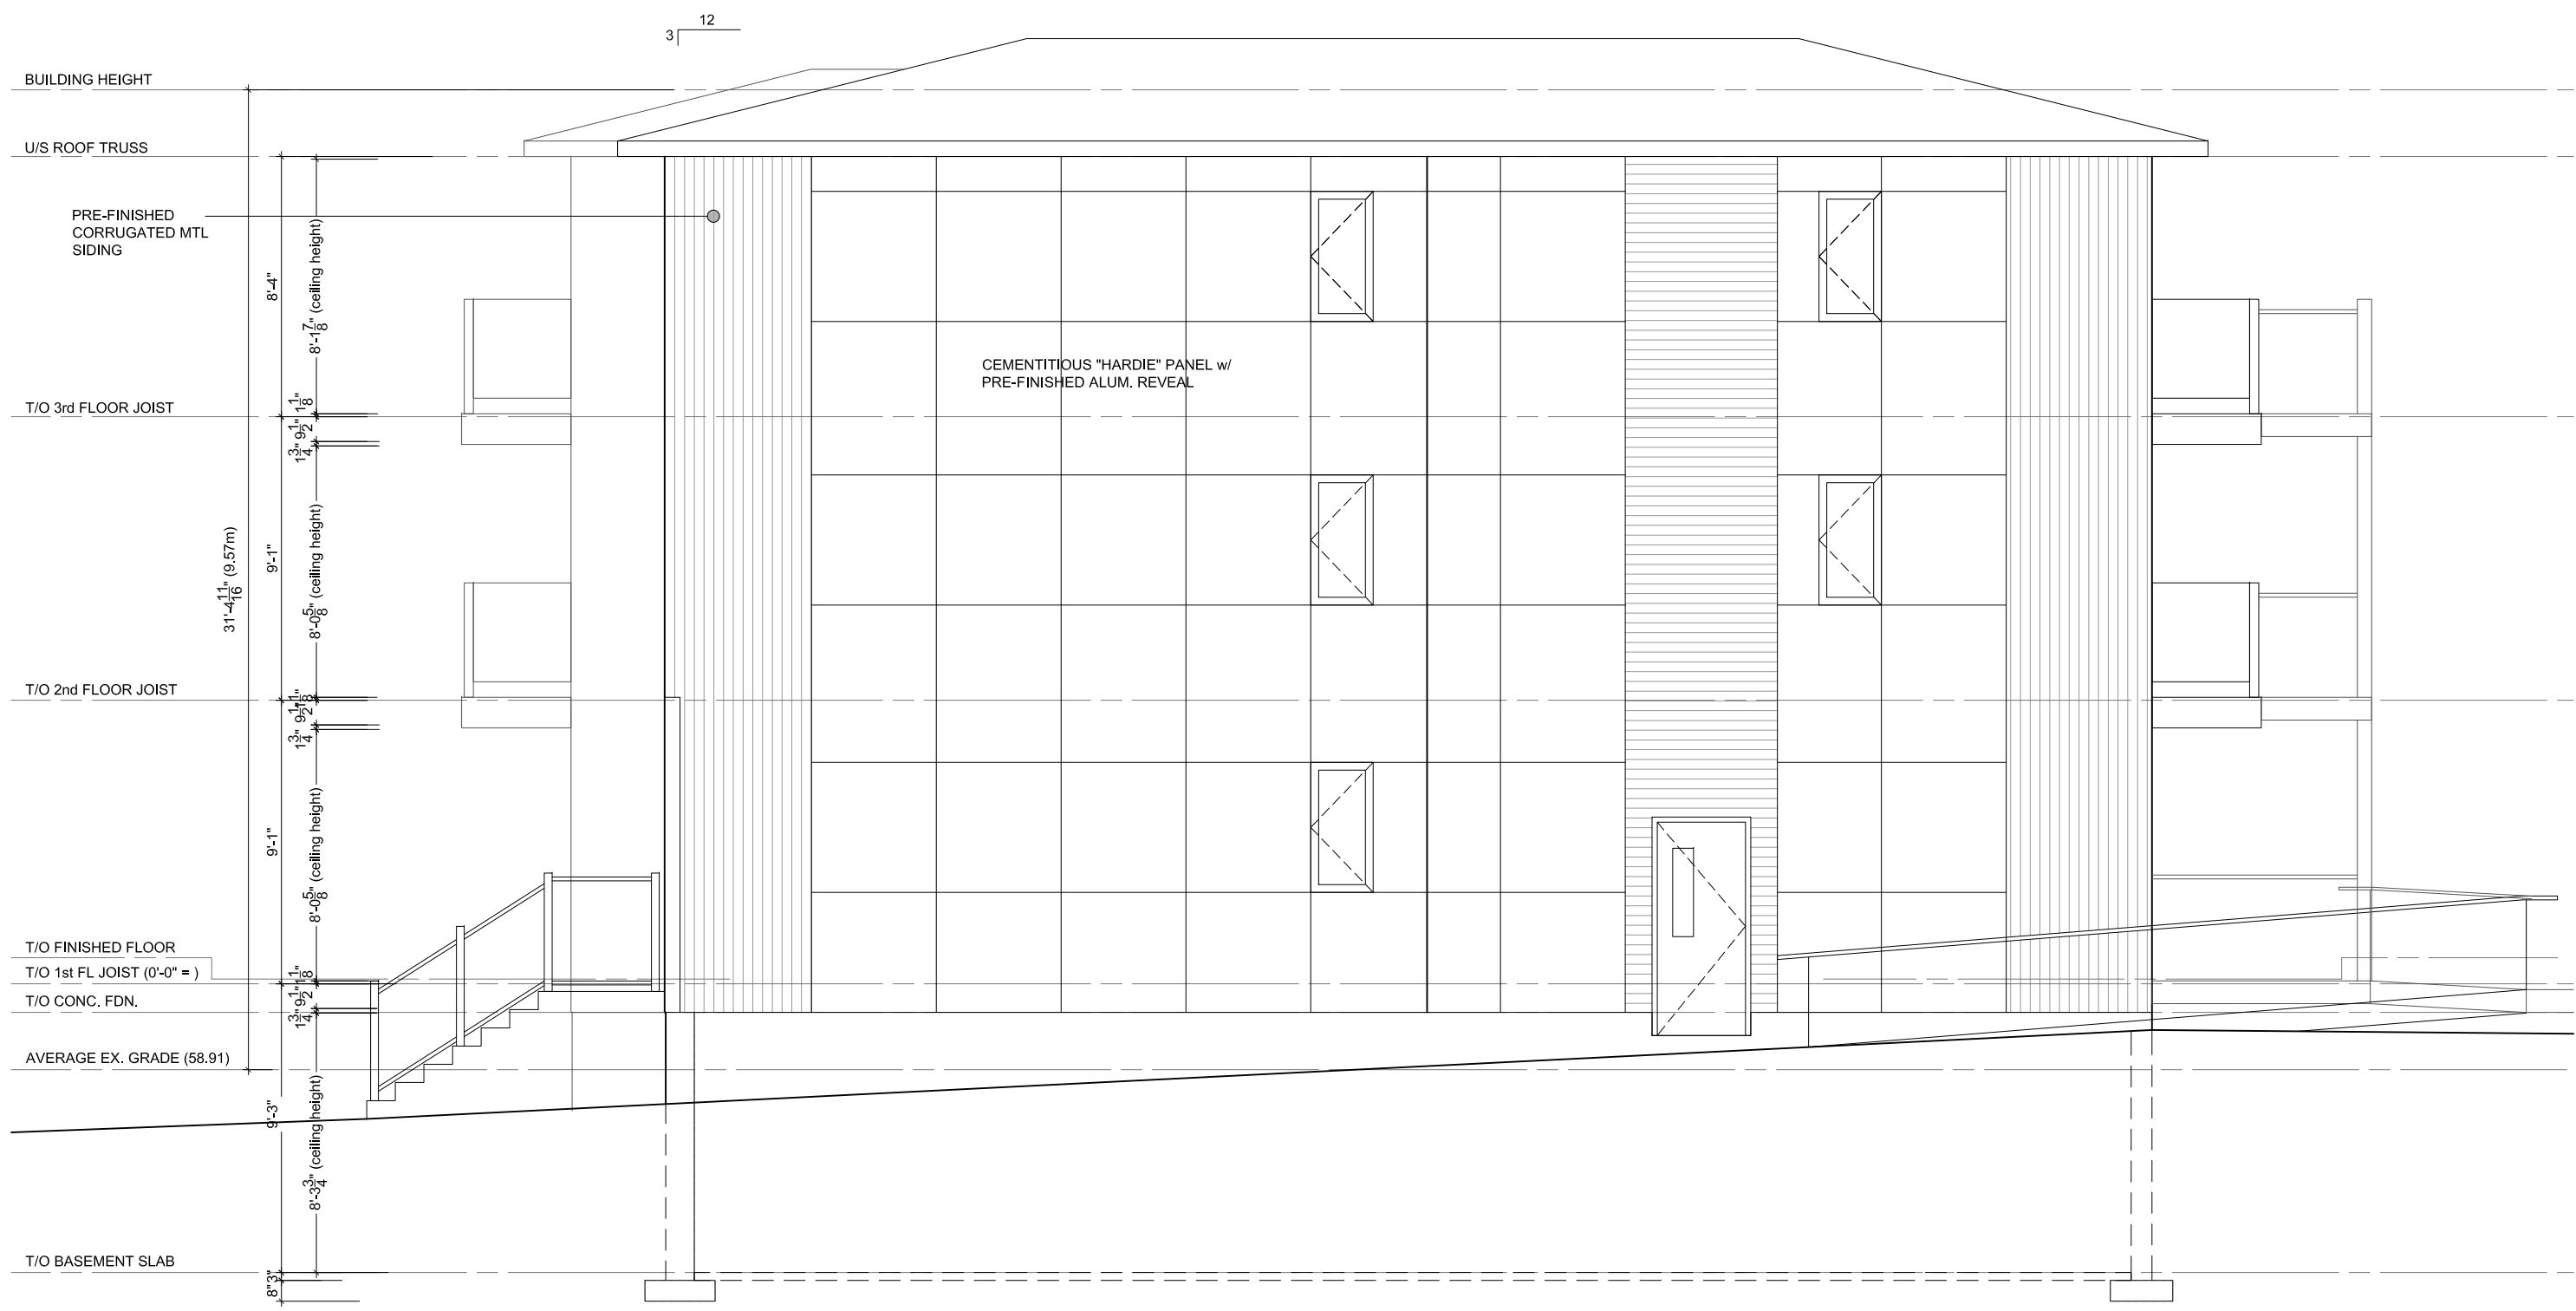 12
3
BUILDING HEIGHT
U/S ROOF TRUSS
PRE-FINISHED
CORRUGATED MTL
SIDING
8'-4"
8'-1 7/8" (ceiling height)
CEMENTITIOUS "HARDIE" PANEL w/
PRE-FINISHED ALUM. REVEAL
T/O 3rd FLOOR JOIST
1 1/8"
9 1/2"
1 3/4"
31'-4 11/16" (9.57m)
9'-1"
8'-0 5/8" (ceiling height)
T/O 2nd FLOOR JOIST
1 1/8"
9 1/2"
1 3/4"
9'-1"
8'-0 5/8" (ceiling height)
T/O FINISHED FLOOR
T/O 1st FL JOIST (0'-0" = )
T/O CONC. FDN.
1 1/8"
9 1/2"
1 3/4"
AVERAGE EX. GRADE (58.91)
9'-3"
8'-3 3/4" (ceiling height)
T/O BASEMENT SLAB
3"
8"